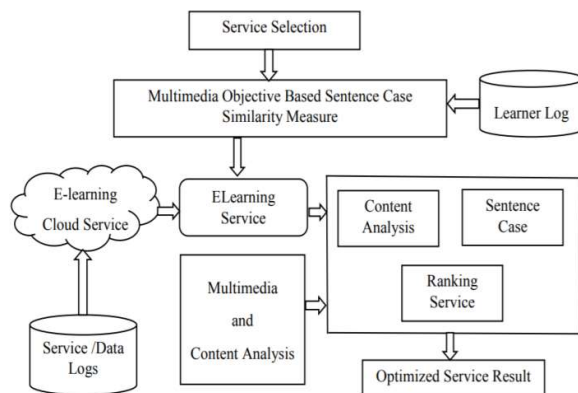 Service Selection
Multimedia Objective Based Sentence Case
Similarity Measure
Learner Log
E-learning
Cloud Service
ELearning
Service
Content
Analysis
Sentence
Case
Ranking
Service
Multimedia
and
Content Analysis
Service /Data
Logs
Optimized Service Result